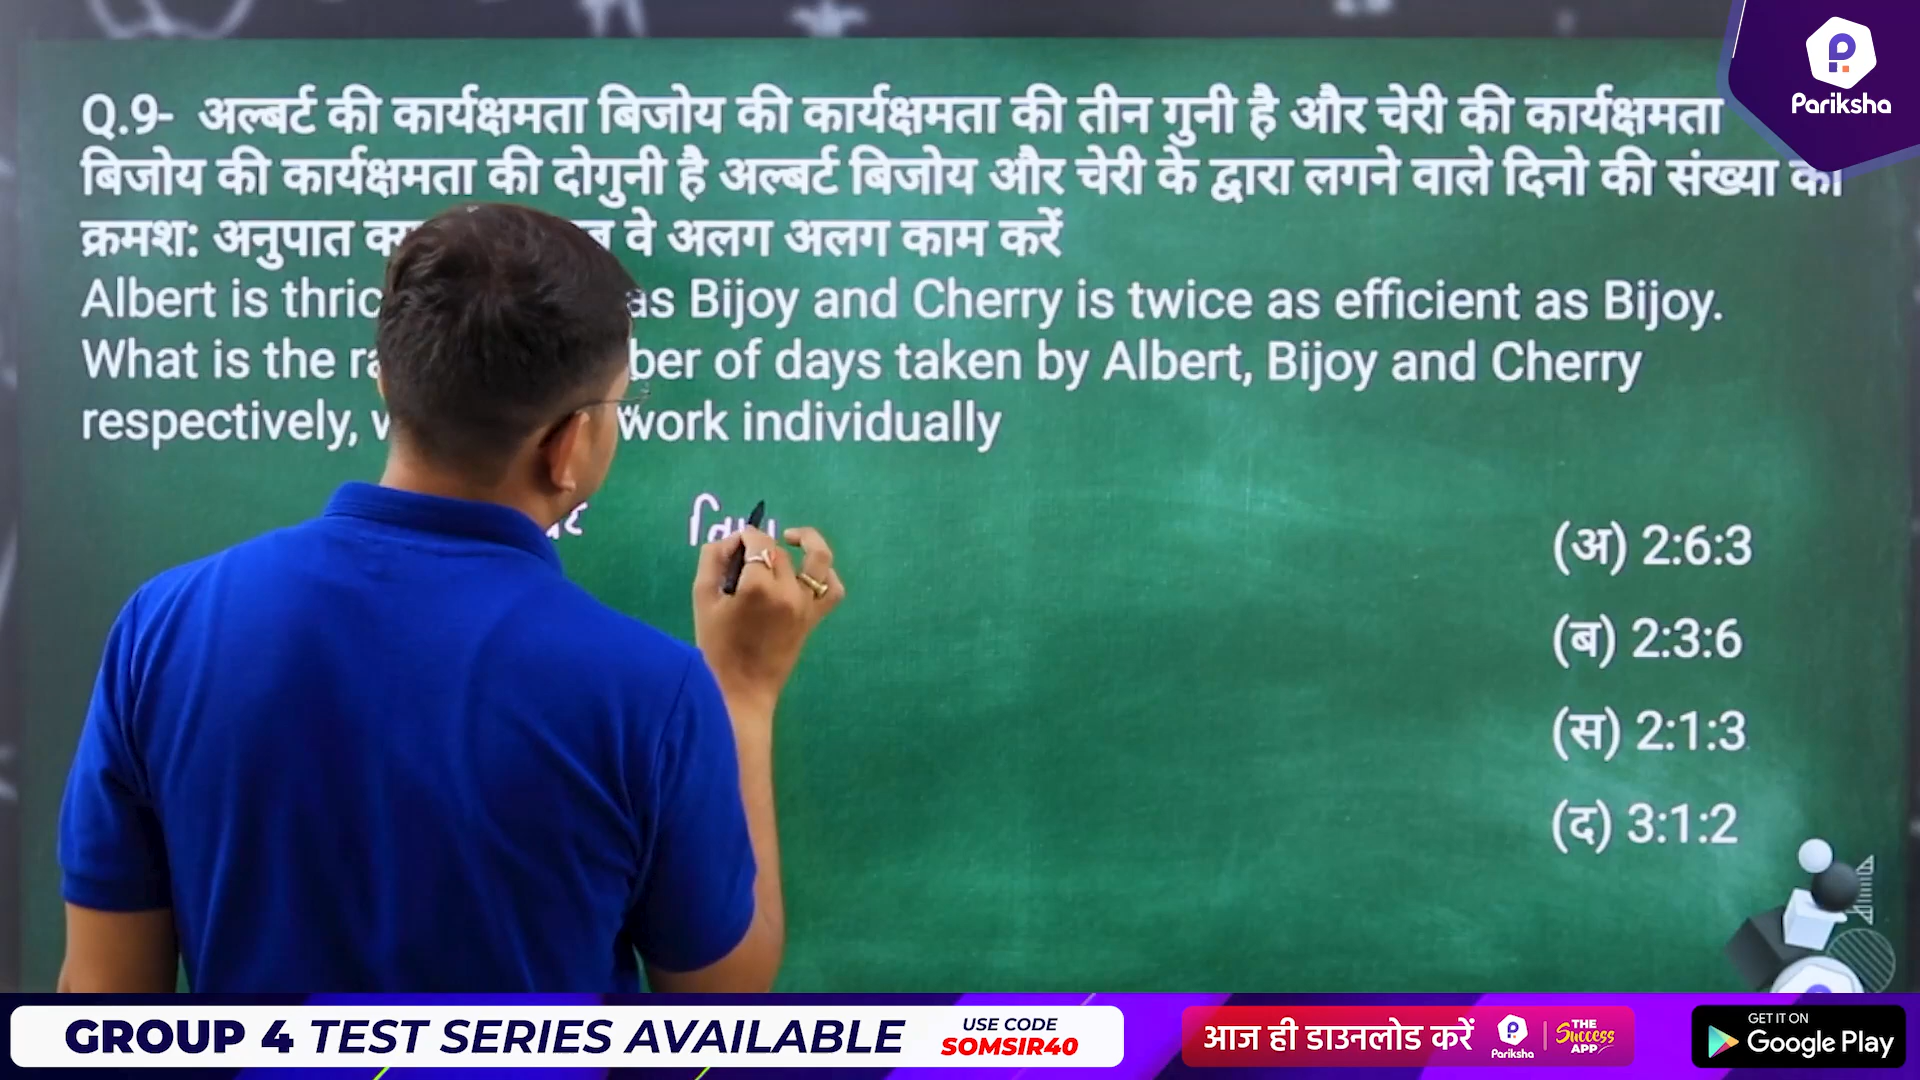 Pariksha
Q.9- अल्बर्ट की कार्यक्षमता बिजोय की कार्यक्षमता की तीन गुनी है और चेरी की कार्यक्षमता
बिजोय की कार्यक्षमता की दोगुनी है अल्बर्ट बिजोय और चेरी के द्वारा लगने वाले दिनो की संख्या का
क्रमश: अनुपात वे अलग अलग काम करें
Albert is as Bijoy and Cherry is twice as efficient as Bijoy.
What is the of days taken by Albert, Bijoy and Cherry
respectively, work individually
(अ) 2:6:3
(ब) 2:3:6
(स) 2:1:3
(द) 3:1:2
GROUP 4 TEST SERIES AVAILABLE
USE CODE
SOMSIR40
आज ही डाउनलोड करें
Pariksha
THE
Success
APP
GET IT ON
Google Play